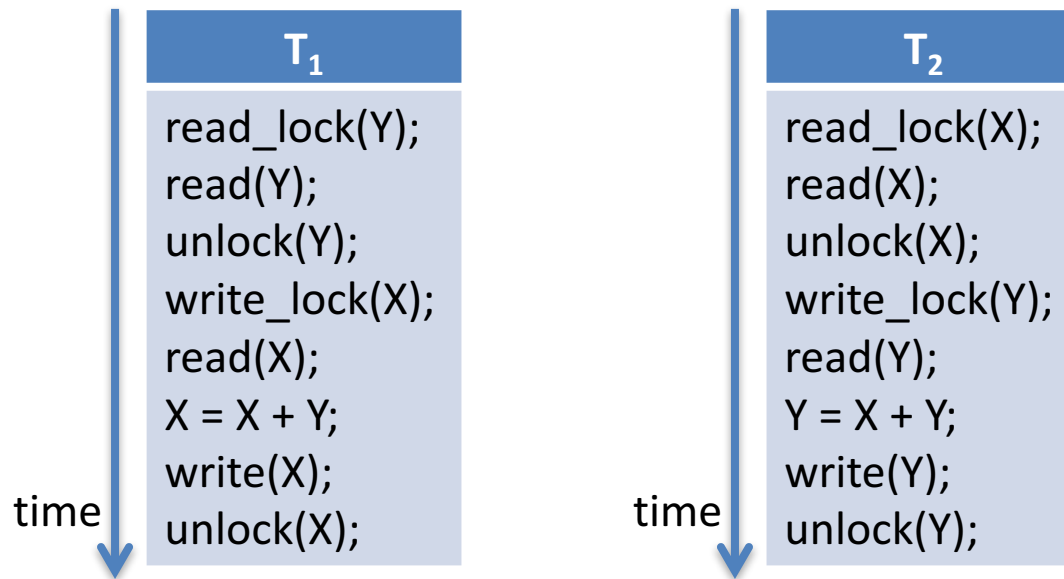 T1
read_lock(Y);
read(Y);
unlock(Y);
write_lock(X);
read(X);
X = X + Y;
write(X);
unlock(X);
time
T2
read_lock(X);
read(X);
unlock(X);
write_lock(Y);
read(Y);
Y = X + Y;
write(Y);
unlock(Y);
time